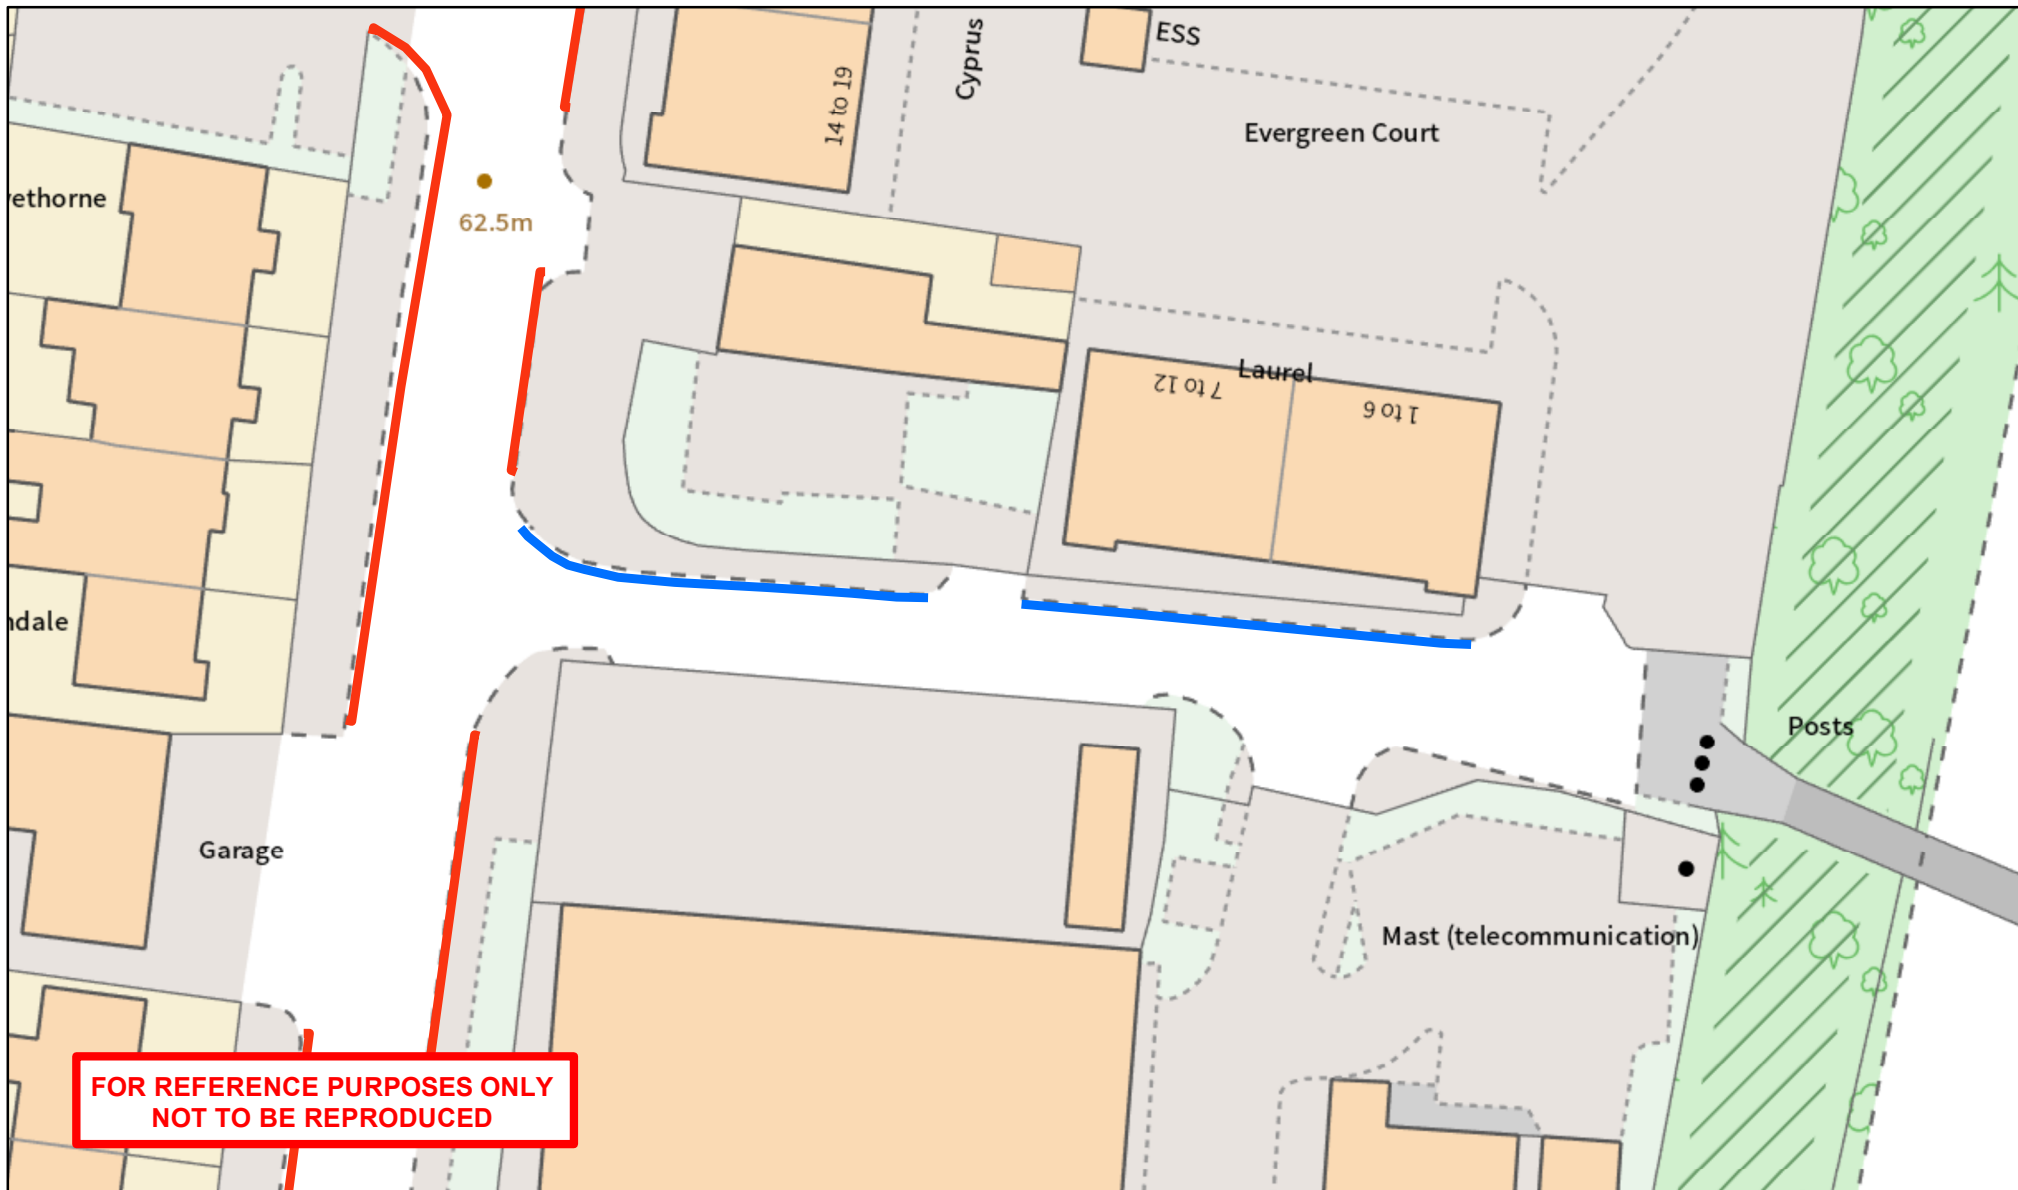 ESS
Cyprus
14 to 19
Evergreen Court
vethorne
62.5m
Laurel
7 to 12
1 to 6
ndale
Posts
Garage
Mast (telecommunication)
FOR REFERENCE PURPOSES ONLY
NOT TO BE REPRODUCED